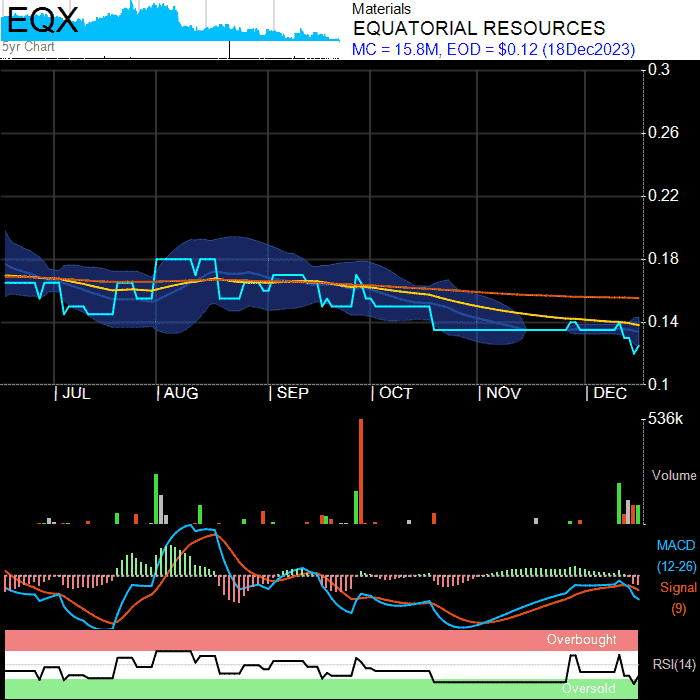 EQX
5yr Chart
Materials
EQUATORIAL RESOURCES
MC = 15.8M, EOD = $0.12 (18Dec2023)
0.3
0.26
0.22
0.18
0.14
0.1
JUL AUG SEP OCT NOV DEC
536k
Volume
MACD
(12-26)
Signal
(9)
Overbought
RSI(14)
Oversold